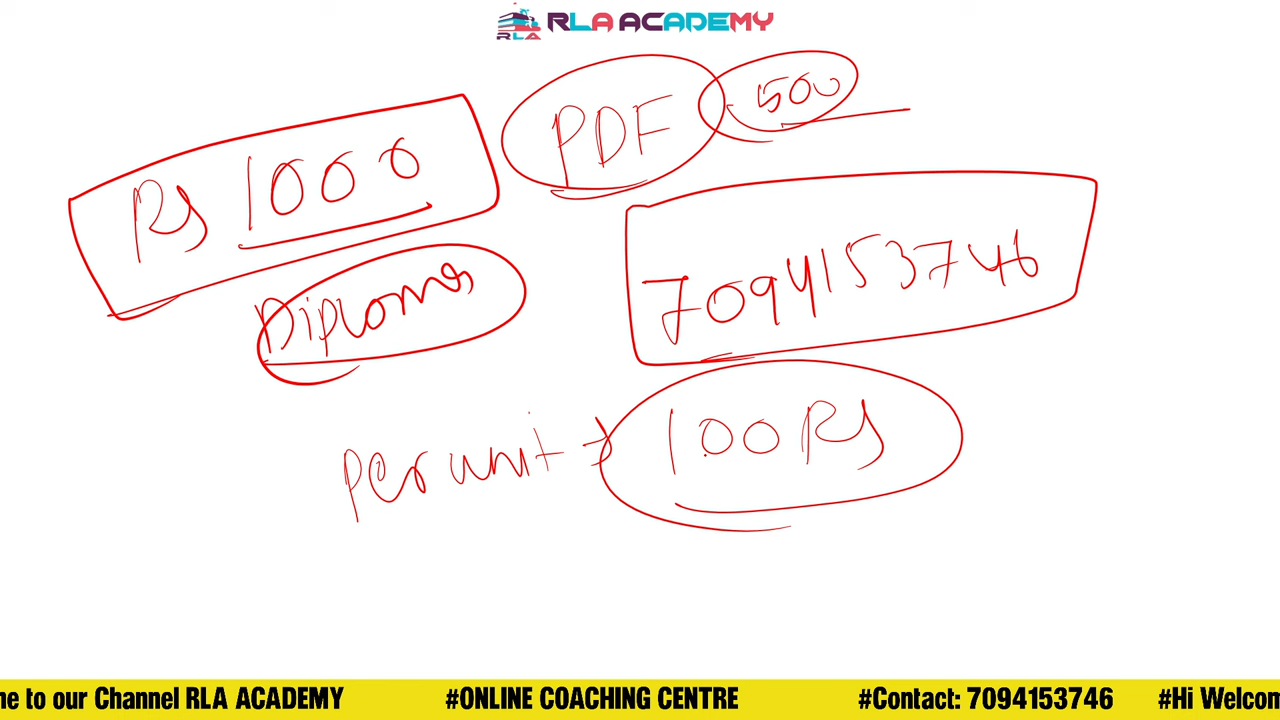 RLA ACADEMY
RLA
PDF 500
Rs 1000
7094153746
Diploma
Per unit → 100 Rs
me to our Channel RLA ACADEMY #ONLINE COACHING CENTRE #Contact: 7094153746 #Hi Welcom